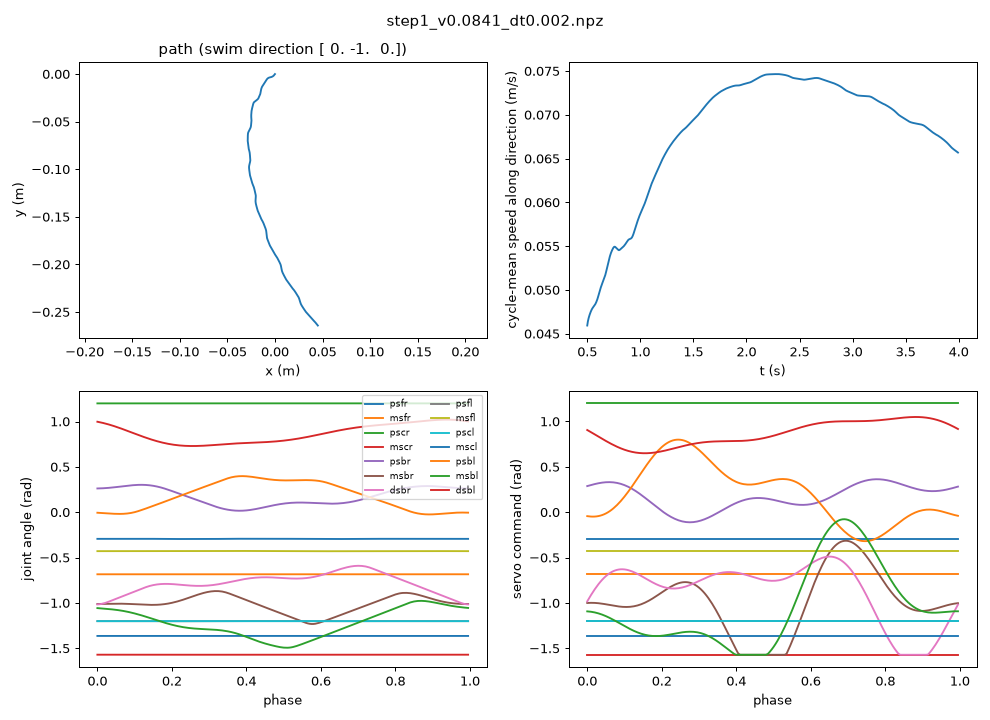 step1_v0.0841_dt0.002.npz
path (swim direction [ 0. -1.  0.])
0.00
−0.05
−0.10
−0.15
−0.20
−0.25
y (m)
−0.20 −0.15 −0.10 −0.05 0.00 0.05 0.10 0.15 0.20
x (m)
0.075
0.070
0.065
0.060
0.055
0.050
0.045
cycle-mean speed along direction (m/s)
0.5 1.0 1.5 2.0 2.5 3.0 3.5 4.0
t (s)
1.0
0.5
0.0
−0.5
−1.0
−1.5
joint angle (rad)
psfr psfl
msfr msfl
pscr pscl
mscr mscl
psbr psbl
msbr msbl
dsbr dsbl
0.0 0.2 0.4 0.6 0.8 1.0
phase
1.0
0.5
0.0
−0.5
−1.0
−1.5
servo command (rad)
0.0 0.2 0.4 0.6 0.8 1.0
phase